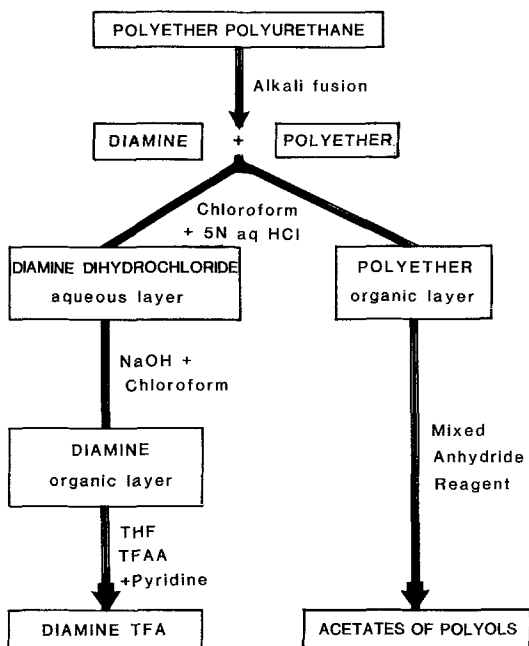 POLYETHER POLYURETHANE
Alkali fusion
DIAMINE + POLYETHER
Chloroform
+ 5N aq HCl
DIAMINE DIHYDROCHLORIDE
aqueous layer
POLYETHER
organic layer
NaOH +
Chloroform
DIAMINE
organic layer
Mixed
Anhydride
Reagent
THF
TFAA
+Pyridine
DIAMINE TFA
ACETATES OF POLYOLS